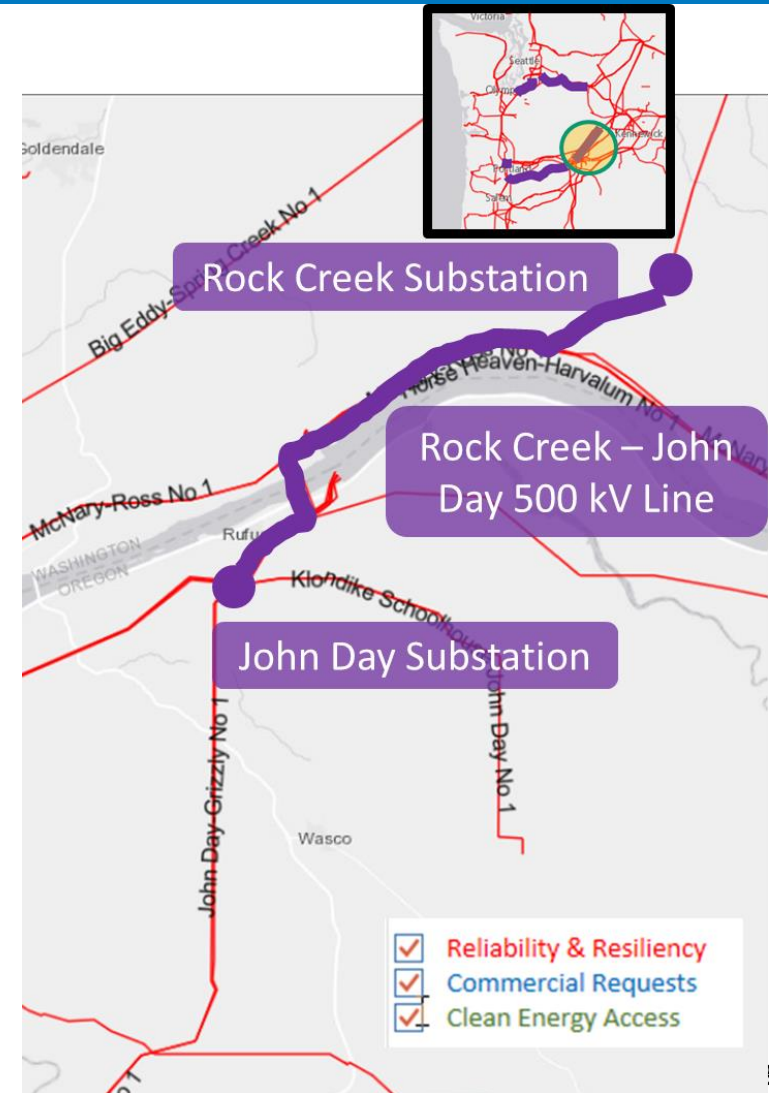 Victoria
Seattle
Portland
Salem
Goldendale
Big Eddy-Spring Creek No 1
Rock Creek Substation
Horse Heaven-Harvalum No 1
Rock Creek – John
Day 500 kV Line
McNary-Ross No 1
WASHINGTON
OREGON
Klondike Schoolhouse-John Day No 1
John Day Substation
John Day-Grizzly No 1
Wasco
Reliability & Resiliency
Commercial Requests
Clean Energy Access